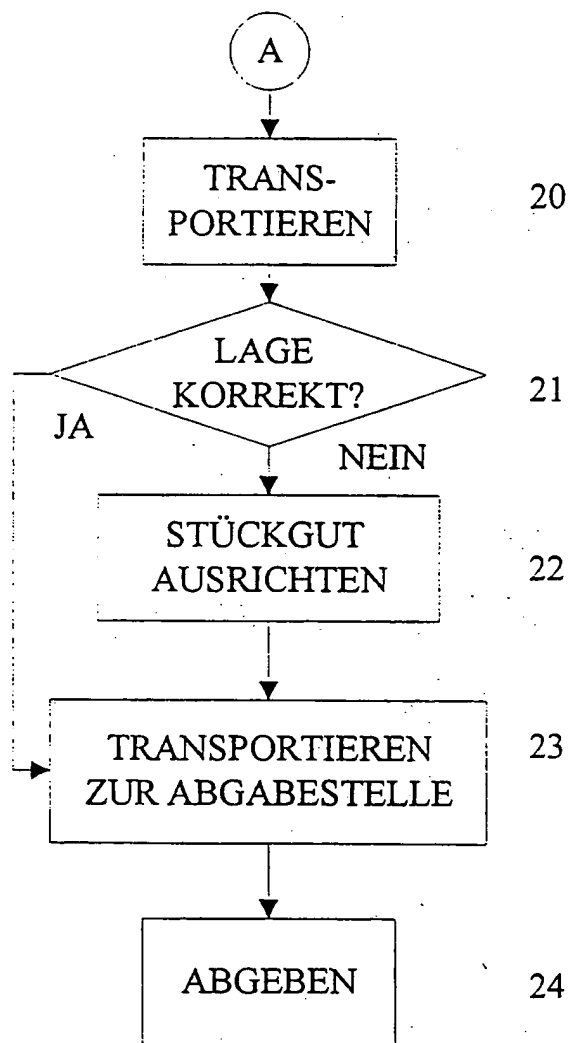 A
TRANS-
PORTIEREN
20
LAGE
KORREKT?
21
JA
NEIN
STÜCKGUT
AUSRICHTEN
22
TRANSPORTIEREN
ZUR ABGABESTELLE
23
ABGEBEN
24